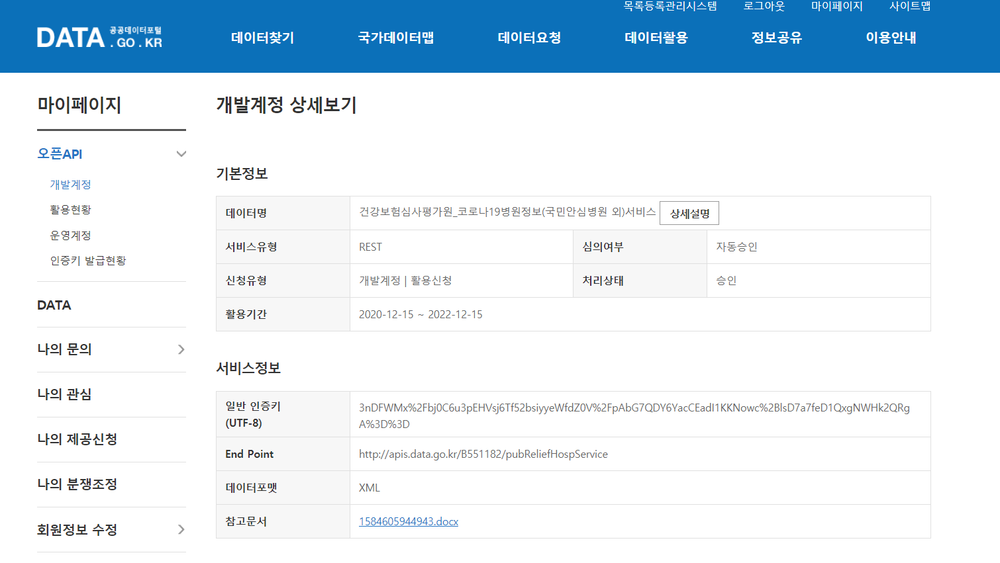 목록등록관리시스템 로그아웃 마이페이지 사이트맵
DATA 공공데이터포털 .GO.KR 데이터찾기 국가데이터맵 데이터요청 데이터활용 정보공유 이용안내
마이페이지
오픈API
개발계정
활용현황
운영계정
인증키 발급현황
DATA
나의 문의
나의 관심
나의 제공신청
나의 분쟁조정
회원정보 수정
개발계정 상세보기
기본정보
데이터명 건강보험심사평가원_코로나19병원정보(국민안심병원 외)서비스 상세설명
서비스유형 REST 심의여부 자동승인
신청유형 개발계정 | 활용신청 처리상태 승인
활용기간 2020-12-15 ~ 2022-12-15
서비스정보
일반 인증키
(UTF-8)
3nDFWMx%2Fbj0C6u3pEHVsj6Tf52bsiyyeWfdZ0V%2FpAbG7QDY6YacCEadI1KKNowc%2BlsD7a7feD1QxgNWHk2QRg
A%3D%3D
End Point http://apis.data.go.kr/B551182/pubReliefHospService
데이터포맷 XML
참고문서 1584605944943.docx